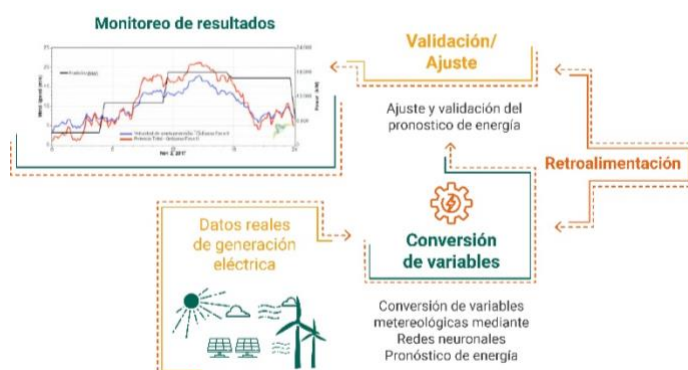 Monitoreo de resultados
Validación/
Ajuste
Ajuste y validación del
pronostico de energía
Retroalimentación
Datos reales
de generación
eléctrica
Conversión
de variables
Conversión de variables
metereológicas mediante
Redes neuronales
Pronóstico de energía